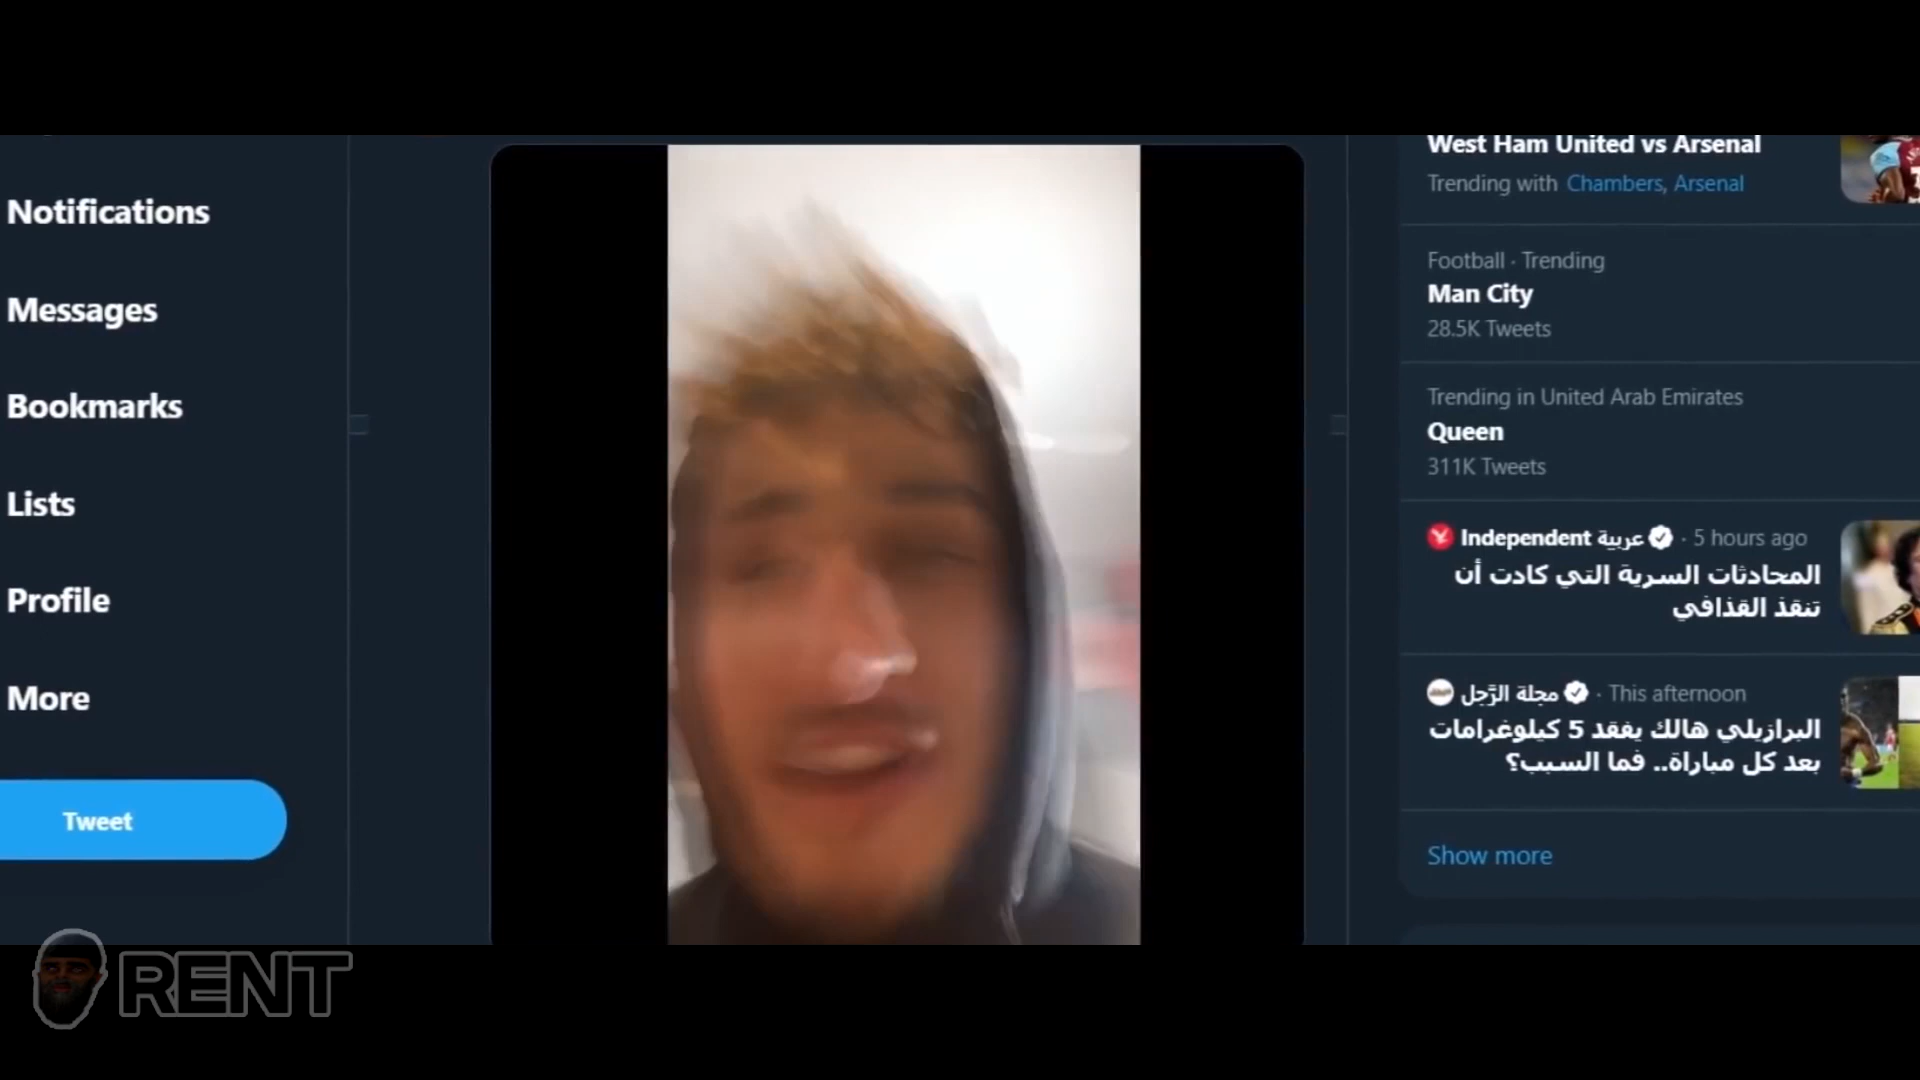 Notifications
Messages
Bookmarks
Lists
Profile
More
Tweet
West Ham United vs Arsenal
Trending with Chambers, Arsenal
Football · Trending
Man City
28.5K Tweets
Trending in United Arab Emirates
Queen
311K Tweets
Independent عربية · 5 hours ago
المحادثات السرية التي كادت أن
تنقذ القذافي
مجلة الرَّجل · This afternoon
البرازيلي هالك يفقد 5 كيلوغرامات
بعد كل مباراة.. فما السبب؟
Show more
RENT